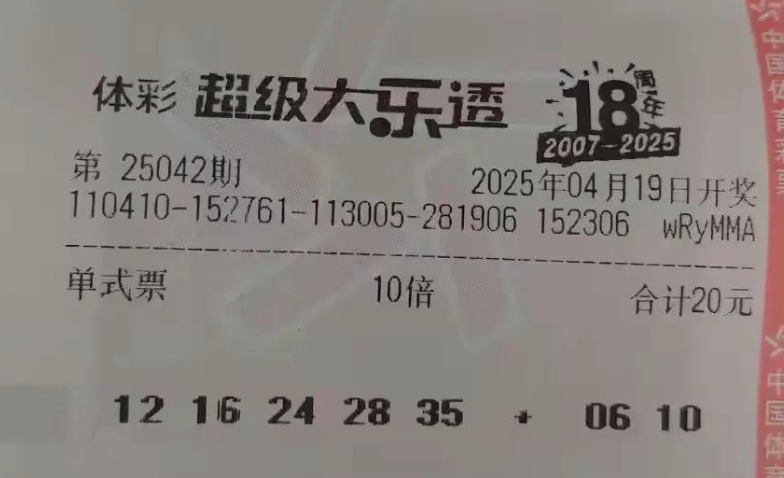 体彩 超级大乐透 18周年
2007-2025
第 25042期 2025年04月19日开奖
110410-152761-113005-281906 152306 wRyMMA
单式票 10倍 合计20元
12 16 24 28 35 + 06 10
中国体育彩票
中国体育